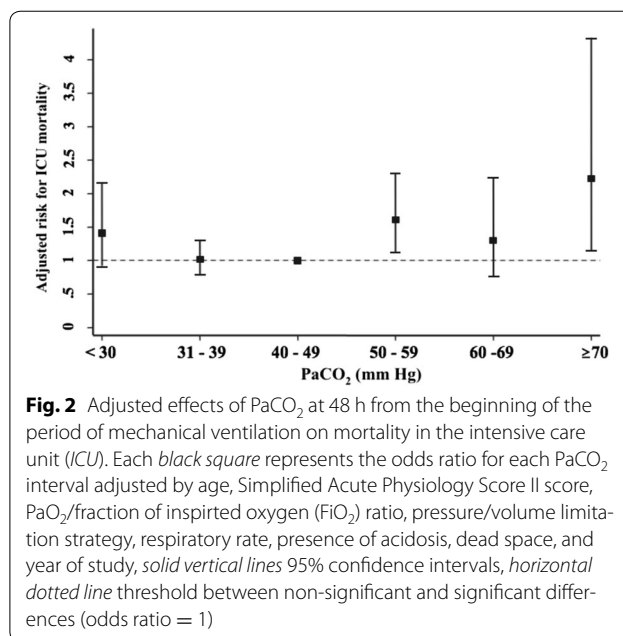 4
3.5
3
2.5
2
1.5
1
.5
0
Adjusted risk for ICU mortality
< 30
31 - 39
40 - 49
50 - 59
60 -69
≥70
PaCO₂ (mm Hg)
Fig. 2 Adjusted effects of PaCO₂ at 48 h from the beginning of the
period of mechanical ventilation on mortality in the intensive care
unit (ICU). Each black square represents the odds ratio for each PaCO₂
interval adjusted by age, Simplified Acute Physiology Score II score,
PaO₂/fraction of inspirted oxygen (FiO₂) ratio, pressure/volume limita-
tion strategy, respiratory rate, presence of acidosis, dead space, and
year of study, solid vertical lines 95% confidence intervals, horizontal
dotted line threshold between non-significant and significant differ-
ences (odds ratio = 1)